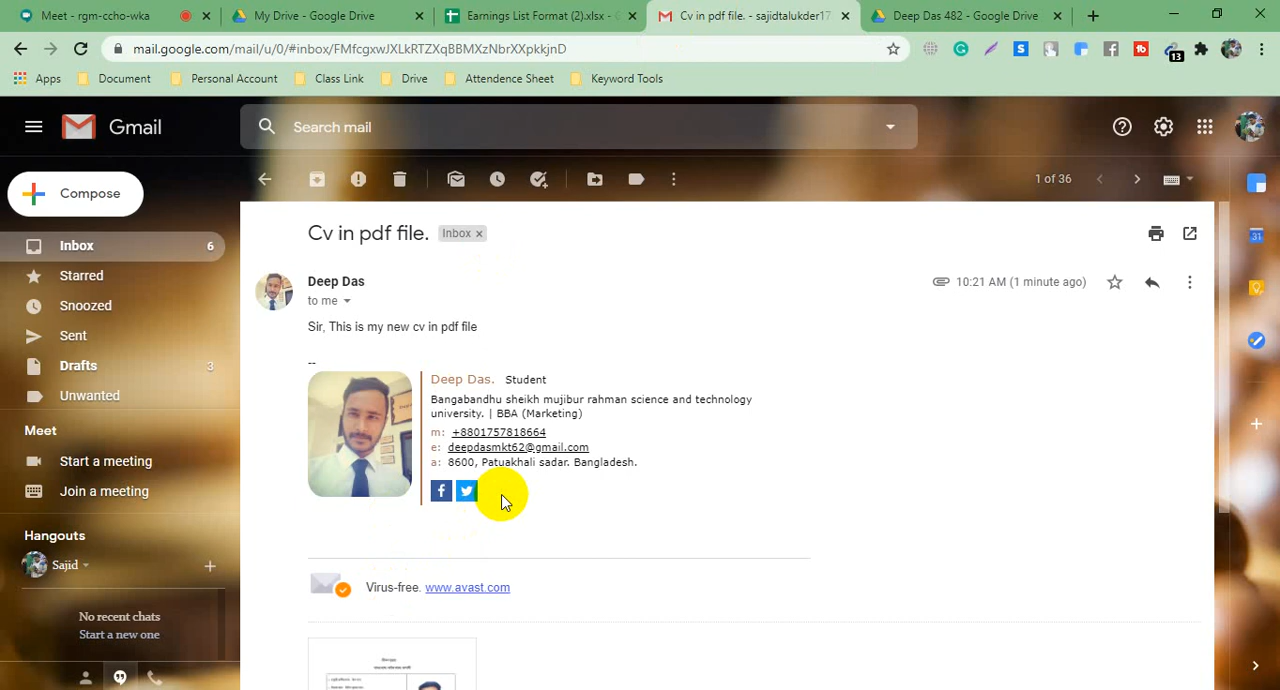 Meet - rgm-ccho-wka
My Drive - Google Drive
Earnings List Format (2).xlsx -
Cv in pdf file. - sajidtalukder17
Deep Das 482 - Google Drive
mail.google.com/mail/u/0/#inbox/FMfcgxwJXLkRTZXqBBMXzNbrXXpkkjnD
13
Apps
Document
Personal Account
Class Link
Drive
Attendence Sheet
Keyword Tools
Gmail
Search mail
Compose
1 of 36
Inbox 6
Starred
Snoozed
Sent
Drafts 3
Unwanted
Meet
Start a meeting
Join a meeting
Hangouts
Sajid
No recent chats
Start a new one
Cv in pdf file. Inbox x
Deep Das
10:21 AM (1 minute ago)
to me
Sir, This is my new cv in pdf file
--
Deep Das. Student
Bangabandhu sheikh mujibur rahman science and technology
university. | BBA (Marketing)
m: +8801757818664
e: deepdasmkt62@gmail.com
a: 8600, Patuakhali sadar. Bangladesh.
Virus-free. www.avast.com
31